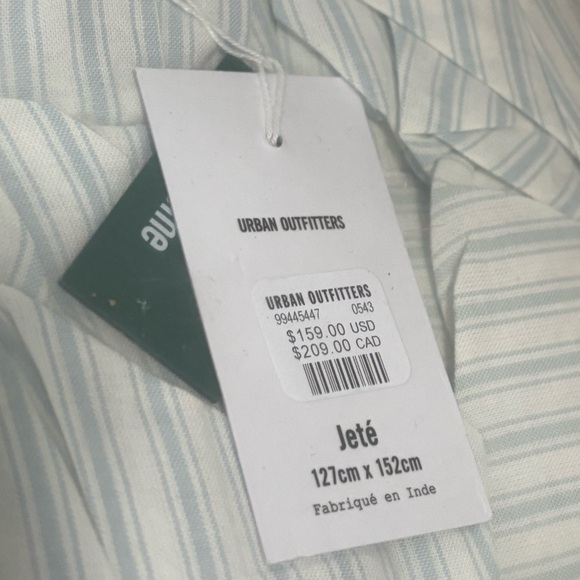 URBAN OUTFITTERS
URBAN OUTFITTERS
99445447 0543
$159.00 USD
$209.00 CAD
Jeté
127cm x 152cm
Fabriqué en Inde